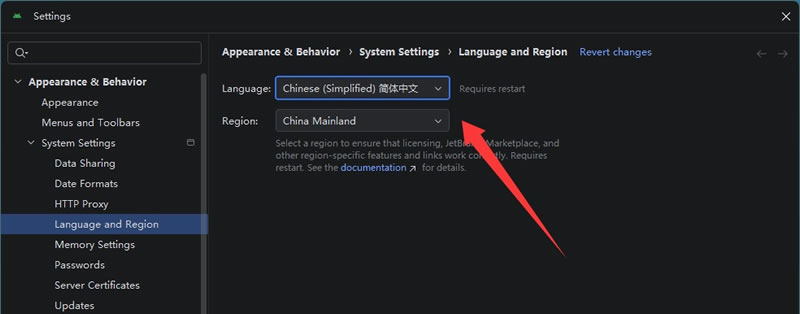 Settings
Appearance & Behavior › System Settings › Language and Region Revert changes
Appearance & Behavior
Appearance
Menus and Toolbars
System Settings
Data Sharing
Date Formats
HTTP Proxy
Language and Region
Memory Settings
Passwords
Server Certificates
Updates
Language: Chinese (Simplified) 简体中文 Requires restart
Region: China Mainland
Select a region to ensure that licensing, Marketplace, and
other region-specific features and links work correctly. Requires
restart. See the documentation ↗ for details.